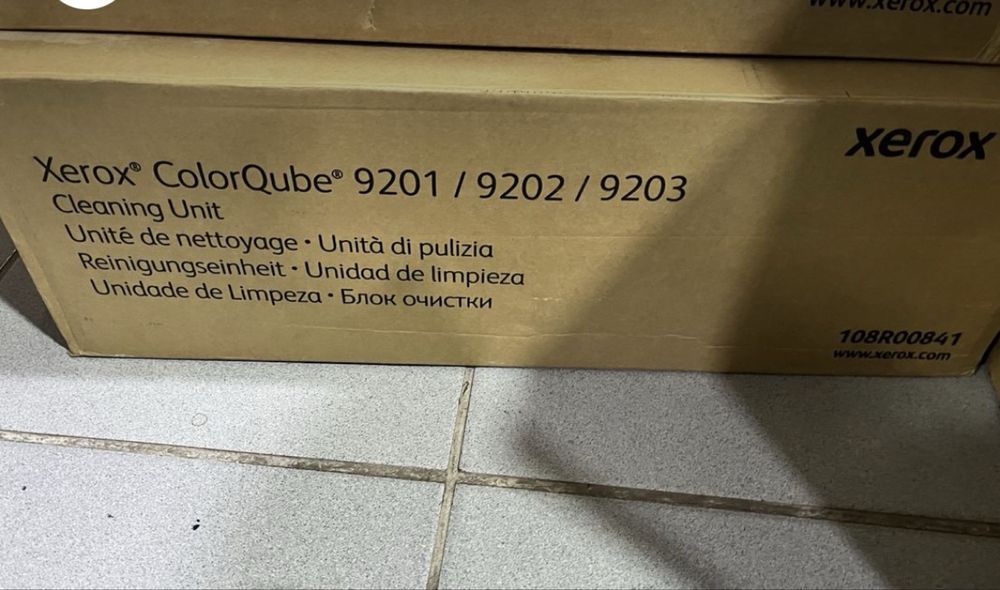 www.xerox.com
xerox
Xerox® ColorQube® 9201 / 9202 / 9203
Cleaning Unit
Unité de nettoyage • Unità di pulizia
Reinigungseinheit • Unidad de limpieza
Unidade de Limpeza • Блок очистки
108R00841
www.xerox.com